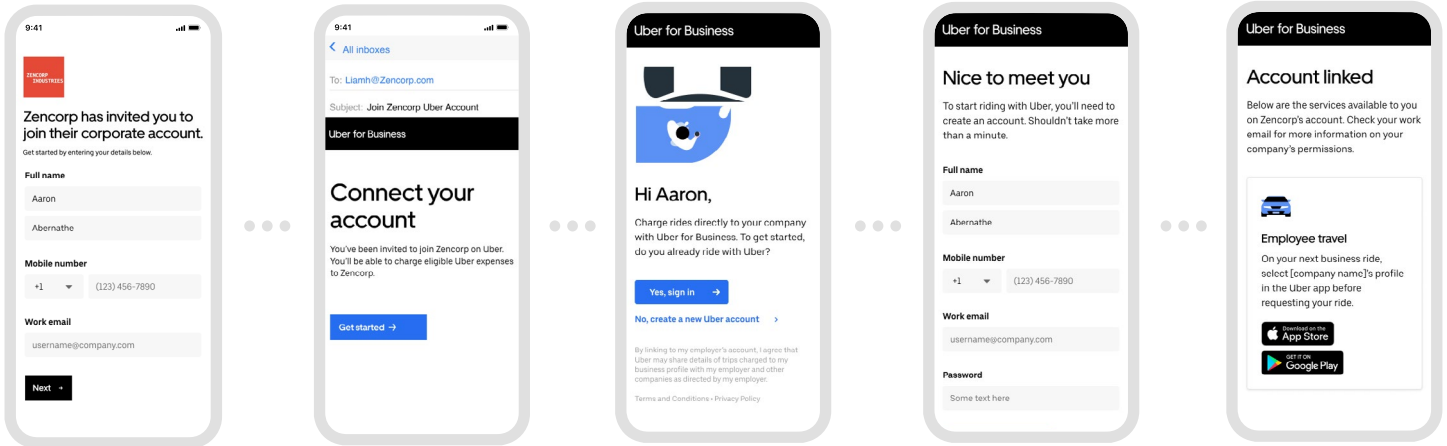 9:41
ZENCORP
INDUSTRIES
Zencorp has invited you to
join their corporate account.
Get started by entering your details below.
Full name
Aaron
Abernathe
Mobile number
+1 (123) 456-7890
Work email
username@company.com
Next →
9:41
All inboxes
To: Liamh@Zencorp.com
Subject: Join Zencorp Uber Account
Uber for Business
Connect your
account
You've been invited to join Zencorp on Uber.
You'll be able to charge eligible Uber expenses
to Zencorp.
Get started →
Uber for Business
Hi Aaron,
Charge rides directly to your company
with Uber for Business. To get started,
do you already ride with Uber?
Yes, sign in →
No, create a new Uber account >
By linking to my employer's account, i agree that
Uber may share details of trips charged to my
business profile with my employer and other
companies as directed by my employer.
Terms and Conditions • Privacy Policy
Uber for Business
Nice to meet you
To start riding with Uber, you'll need to
create an account. Shouldn't take more
than a minute.
Full name
Aaron
Abernathe
Mobile number
+1 (123) 456-7890
Work email
username@company.com
Password
Some text here
Uber for Business
Account linked
Below are the services available to you
on Zencorp's account. Check your work
email for more information on your
company's permissions.
Employee travel
On your next business ride,
select [company name]'s profile
in the Uber app before
requesting your ride.
Download on the
App Store
GET IT ON
Google Play